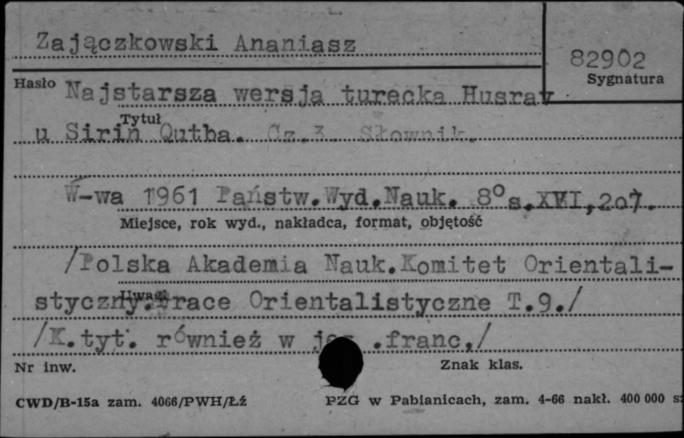 Zajączkowski Ananiasz
82902
Sygnatura
Hasło
Najstarsza wersja turecka Husrav
Tytuł
u Sirin Qutba. Cz.3. Słownik.
W-wa 1961 Państw.Wyd.Nauk. 8° s.XVI,207.
Miejsce, rok wyd., nakładca, format, objętość
/Polska Akademia Nauk.Komitet Orientali-
Uwagi
styczny.Prace Orientalistyczne T.9./
/K.tyt. również w .franc./
Nr inw.
Znak klas.
CWD/B-15a zam. 4066/PWH/Łź
PZG w Pabianicach, zam. 4-66 nakł. 400 000